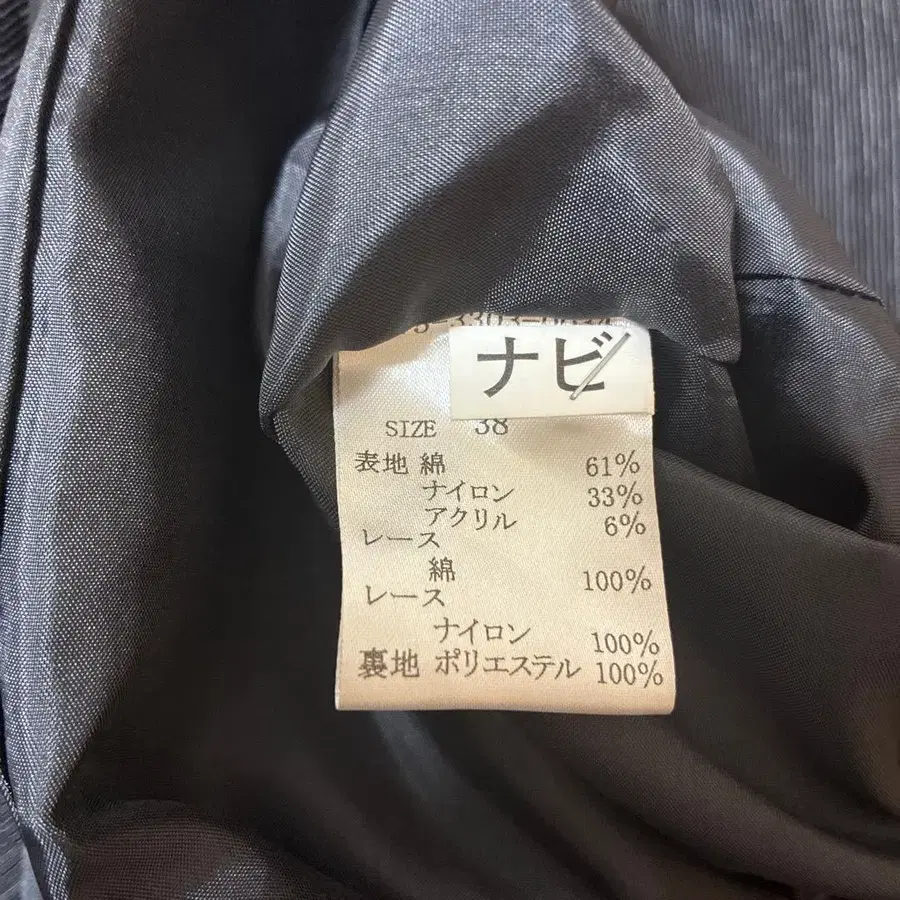 ナビ
SIZE 38
表地 綿 61%
ナイロン 33%
アクリル 6%
レース
綿 100%
レース
ナイロン 100%
裏地 ポリエステル 100%